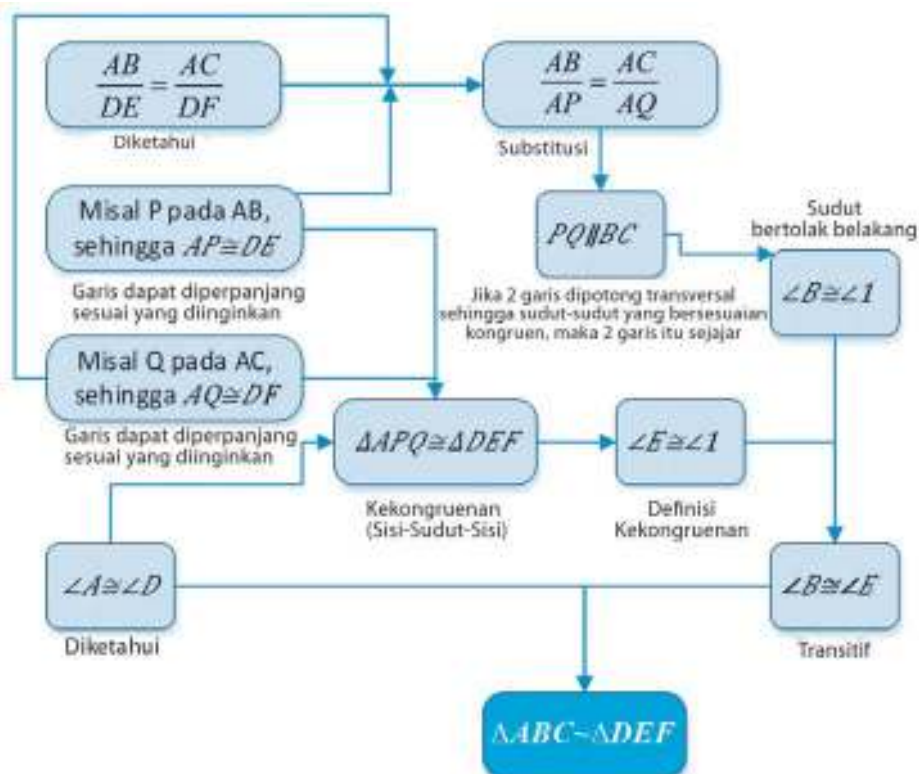 AB/DE = AC/DF
Diketahui
AB/AP = AC/AQ
Substitusi
Misal P pada AB,
sehingga AP≅DE
Garis dapat diperpanjang
sesuai yang diinginkan
PQ∥BC
Jika 2 garis dipotong transversal
sehingga sudut-sudut yang bersesuaian
kongruen, maka 2 garis itu sejajar
Sudut
bertolak belakang
∠B≅∠1
Misal Q pada AC,
sehingga AQ≅DF
Garis dapat diperpanjang
sesuai yang diinginkan
ΔAPQ≅ΔDEF
Kekongruenan
(Sisi-Sudut-Sisi)
∠E≅∠1
Definisi
Kekongruenan
∠A≅∠D
Diketahui
∠B≅∠E
Transitif
ΔABC~ΔDEF